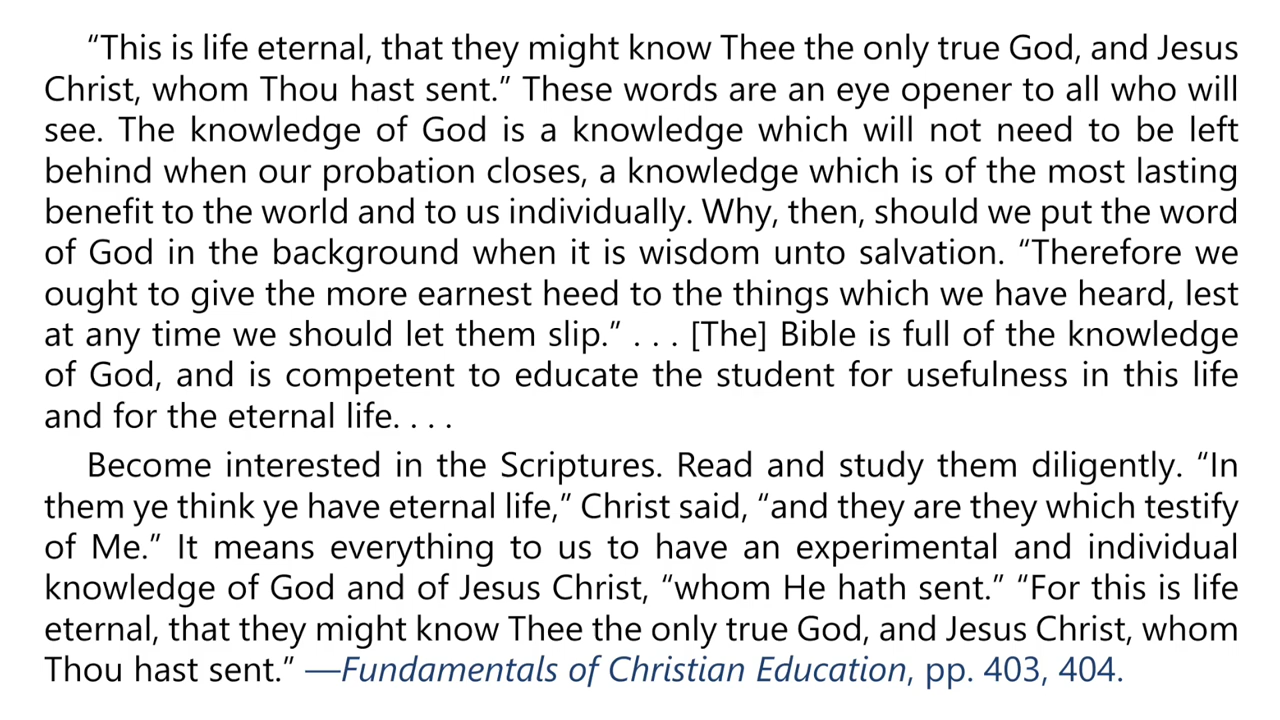 “This is life eternal, that they might know Thee the only true God, and Jesus
Christ, whom Thou hast sent.” These words are an eye opener to all who will
see. The knowledge of God is a knowledge which will not need to be left
behind when our probation closes, a knowledge which is of the most lasting
benefit to the world and to us individually. Why, then, should we put the word
of God in the background when it is wisdom unto salvation. “Therefore we
ought to give the more earnest heed to the things which we have heard, lest
at any time we should let them slip.” . . . [The] Bible is full of the knowledge
of God, and is competent to educate the student for usefulness in this life
and for the eternal life. . . .
Become interested in the Scriptures. Read and study them diligently. “In
them ye think ye have eternal life,” Christ said, “and they are they which testify
of Me.” It means everything to us to have an experimental and individual
knowledge of God and of Jesus Christ, “whom He hath sent.” “For this is life
eternal, that they might know Thee the only true God, and Jesus Christ, whom
Thou hast sent.” —Fundamentals of Christian Education, pp. 403, 404.